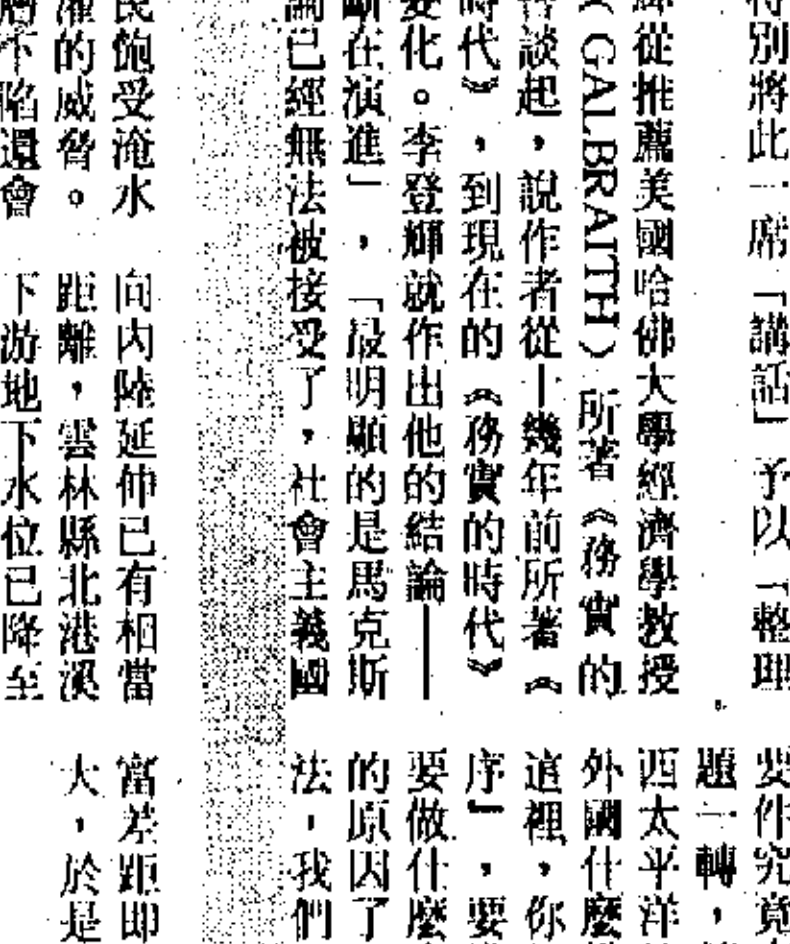 特別將此一席「講話」予以「整理
輝從推薦美國哈佛大學經濟學教授
（GALBRAITH）所著《務實的
書談起，說作者從十幾年前所著《
時代》，到現在的《務實的時代》
變化。李登輝就作出他的結論——
斷在演進」，「最明顯的是馬克斯
論已經無法被接受了，社會主義國
要件究竟
題一轉，
西太平洋
外國什麼
這裡，你
序』，要
要做什麼
的原因了
法，我們
民飽受淹水
灌的威脅。
層下陷還會
向內陸延伸已有相當
距離，雲林縣北港溪
下游地下水位已降至
富差距即
大，於是